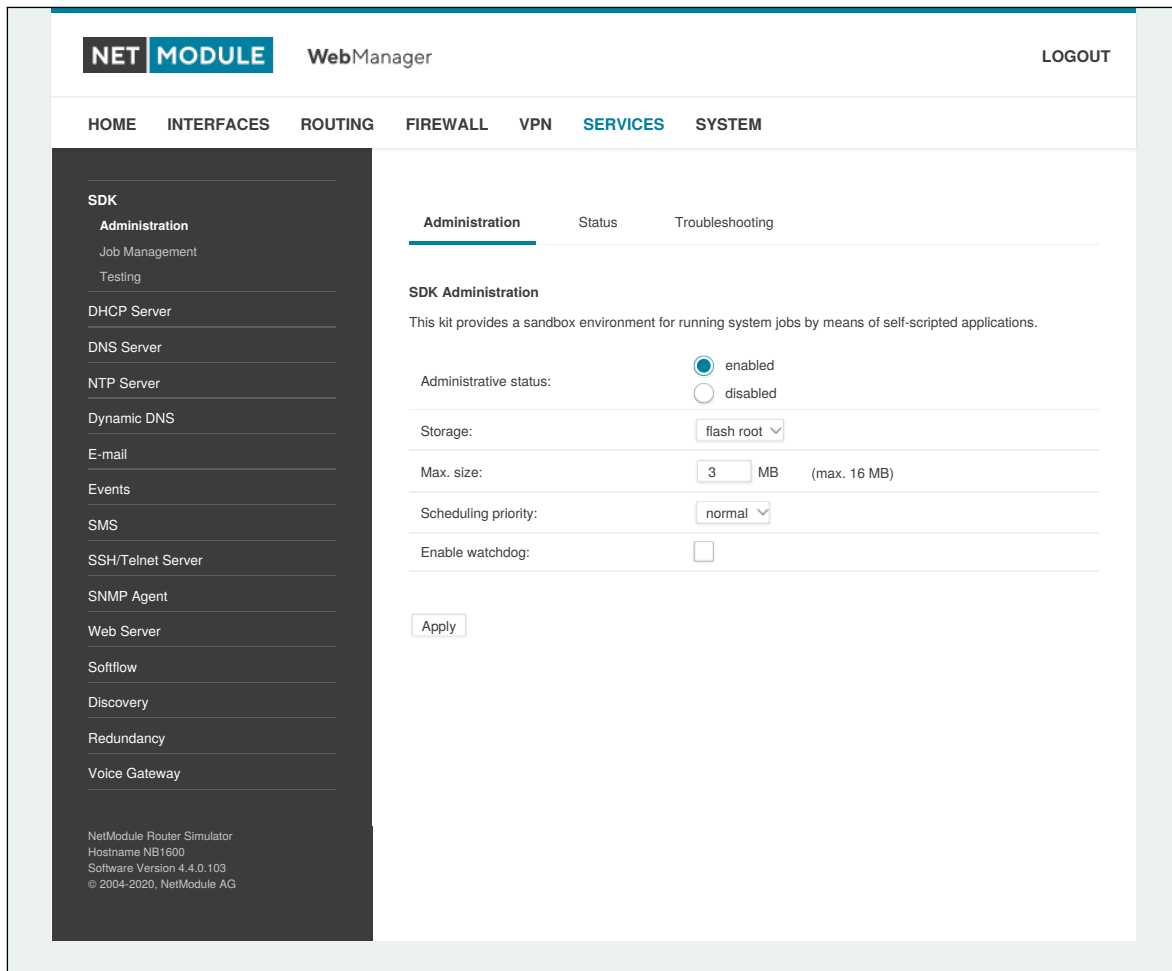 NET MODULE WebManager LOGOUT
HOME INTERFACES ROUTING FIREWALL VPN SERVICES SYSTEM
SDK
Administration
Job Management
Testing
DHCP Server
DNS Server
NTP Server
Dynamic DNS
E-mail
Events
SMS
SSH/Telnet Server
SNMP Agent
Web Server
Softflow
Discovery
Redundancy
Voice Gateway
NetModule Router Simulator
Hostname NB1600
Software Version 4.4.0.103
© 2004-2020, NetModule AG
Administration Status Troubleshooting
SDK Administration
This kit provides a sandbox environment for running system jobs by means of self-scripted applications.
Administrative status:
enabled
disabled
Storage: flash root
Max. size: 3 MB (max. 16 MB)
Scheduling priority: normal
Enable watchdog:
Apply